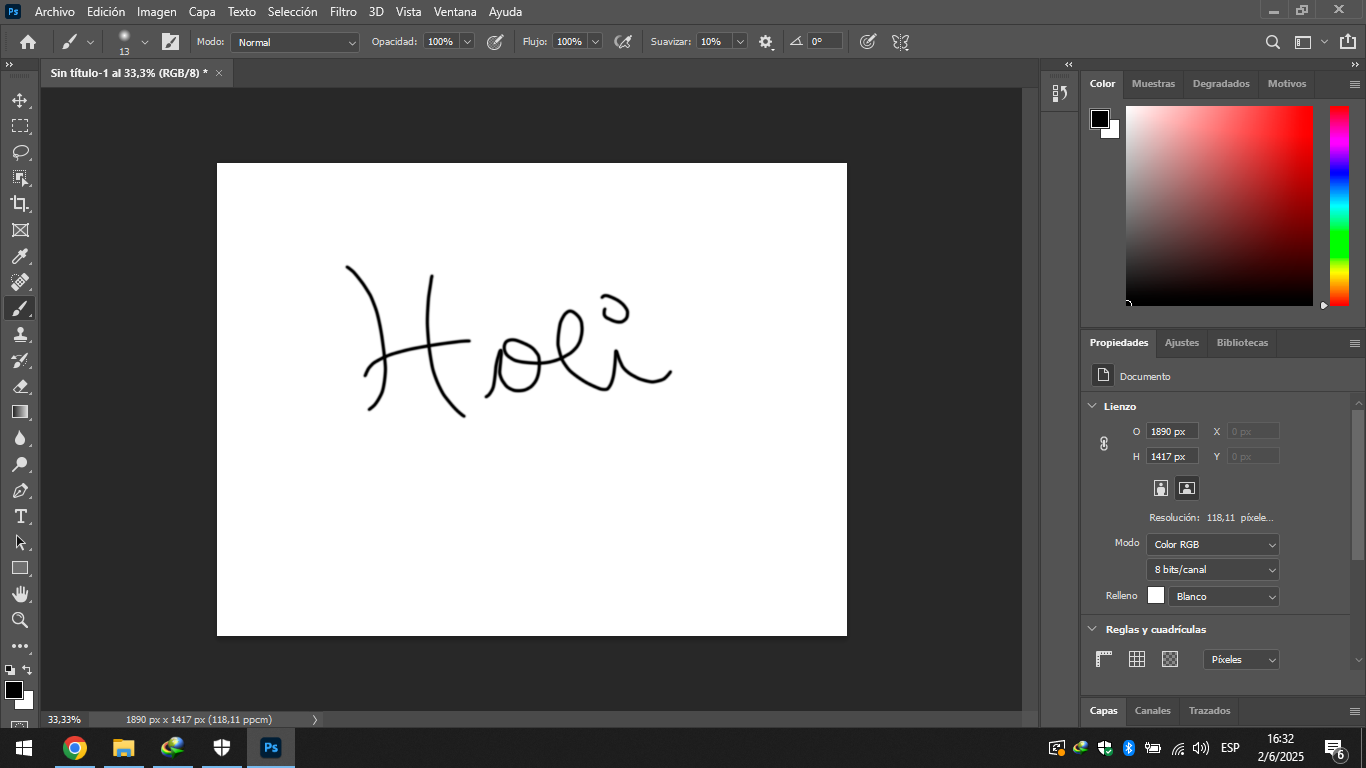 Ps Archivo Edición Imagen Capa Texto Selección Filtro 3D Vista Ventana Ayuda
13 Modo: Normal Opacidad: 100% Flujo: 100% Suavizar: 10% 0°
Sin título-1 al 33,3% (RGB/8) * ×
Color Muestras Degradados Motivos
Holi
Propiedades Ajustes Bibliotecas
Documento
Lienzo
O 1890 px X 0 px
H 1417 px Y 0 px
Resolución: 118,11 píxele...
Modo Color RGB
8 bits/canal
Relleno Blanco
Reglas y cuadrículas
Píxeles
Capas Canales Trazados
33,33% 1890 px x 1417 px (118,11 ppcm)
Ps ESP 16:32
2/6/2025 6